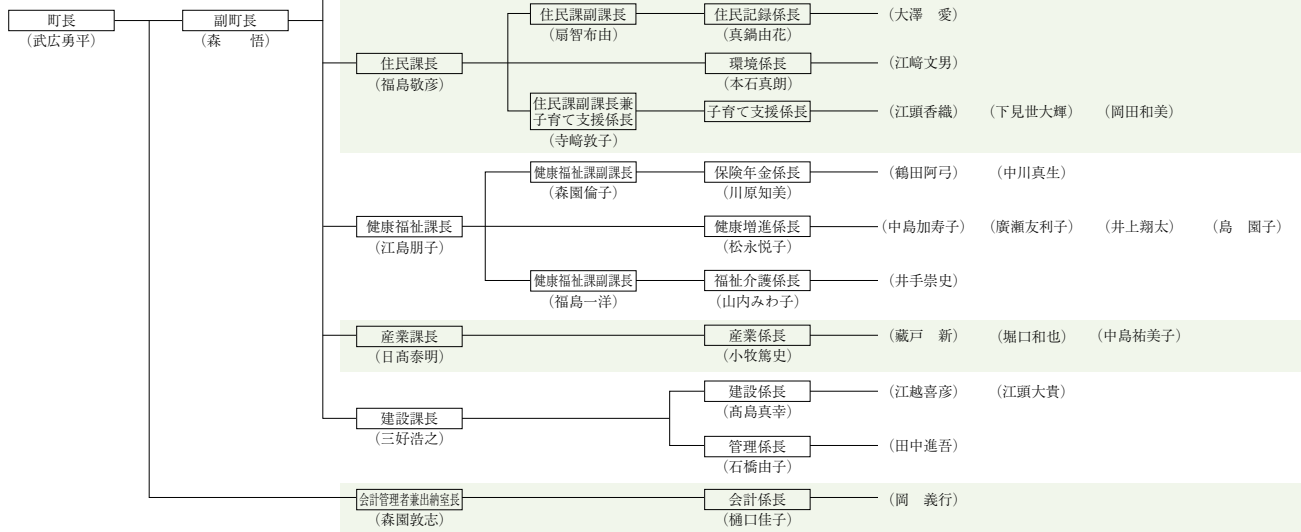 町長
(武広勇平)
副町長
(森　悟)
住民課長
(福島敬彦)
住民課副課長
(扇智布由)
住民記録係長
(真鍋由花)
(大澤　愛)
環境係長
(本石真朗)
(江﨑文男)
住民課副課長兼
子育て支援係長
(寺﨑敦子)
子育て支援係長
(江頭香織)　(下見世大輝)　(岡田和美)
健康福祉課長
(江島朋子)
健康福祉課副課長
(森園倫子)
保険年金係長
(川原知美)
(鶴田阿弓)　(中川真生)
健康増進係長
(松永悦子)
(中島加寿子)　(廣瀬友利子)　(井上翔太)　(島　園子)
健康福祉課副課長
(福島一洋)
福祉介護係長
(山内みわ子)
(井手崇史)
産業課長
(日髙泰明)
産業係長
(小牧篤史)
(蔵戸　新)　(堀口和也)　(中島祐美子)
建設課長
(三好浩之)
建設係長
(髙島真幸)
(江越喜彦)　(江頭大貴)
管理係長
(石橋由子)
(田中進吾)
会計管理者兼出納室長
(森園敦志)
会計係長
(樋口佳子)
(岡　義行)